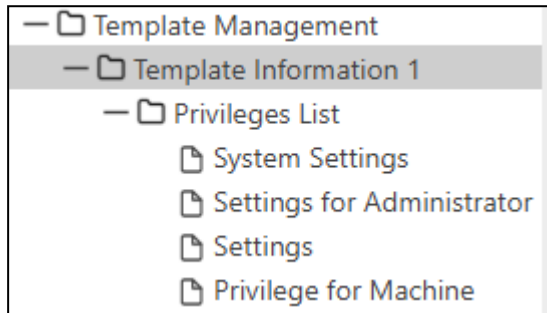 Template Management
Template Information 1
Privileges List
System Settings
Settings for Administrator
Settings
Privilege for Machine